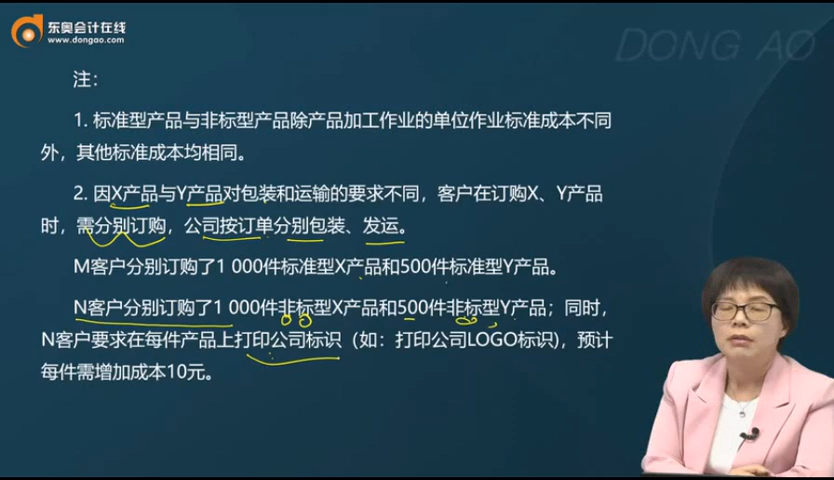 东奥会计在线
www.dongao.com
DONG AO
注：
1. 标准型产品与非标型产品除产品加工作业的单位作业标准成本不同
外，其他标准成本均相同。
2. 因X产品与Y产品对包装和运输的要求不同，客户在订购X、Y产品
时，需分别订购，公司按订单分别包装、发运。
M客户分别订购了1 000件标准型X产品和500件标准型Y产品。
N客户分别订购了1 000件非标型X产品和500件非标型Y产品；同时，
N客户要求在每件产品上打印公司标识（如：打印公司LOGO标识），预计
每件需增加成本10元。